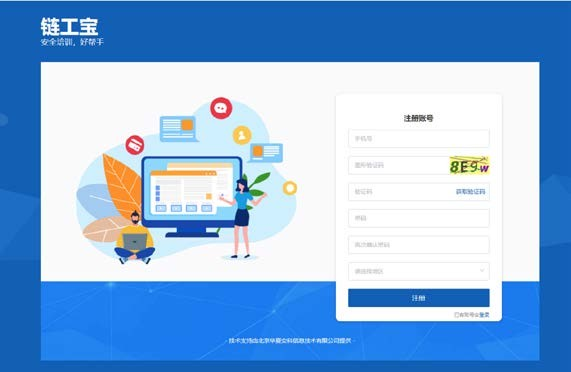 链工宝
安全培训，好帮手
注册账号
手机号
图形验证码
8E9w
验证码
获取验证码
密码
再次确认密码
请选择地区
注册
已有账号去登录
- 技术支持由北京华夏安科信息技术有限公司提供 -